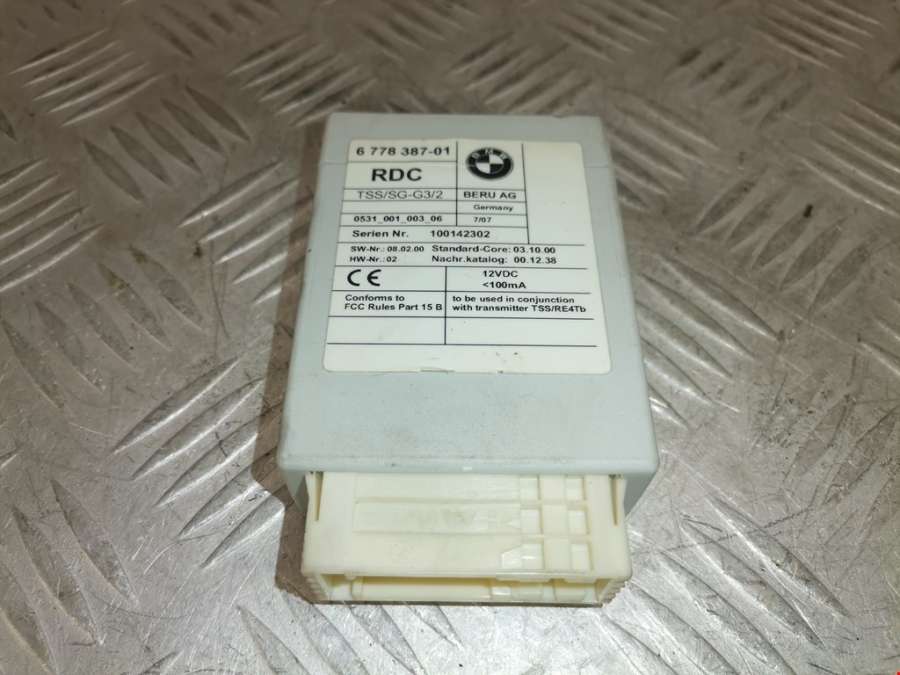 6 778 387-01
BMW
RDC
TSS/SG-G3/2
BERU AG
Germany
0531_001_003_06
7/07
Serien Nr. 100142302
SW-Nr.: 08.02.00 Standard-Core: 03.10.00
HW-Nr.: 02 Nachr.katalog: 00.12.38
CE
12VDC
<100mA
Conforms to
FCC Rules Part 15 B
to be used in conjunction
with transmitter TSS/RE4Tb